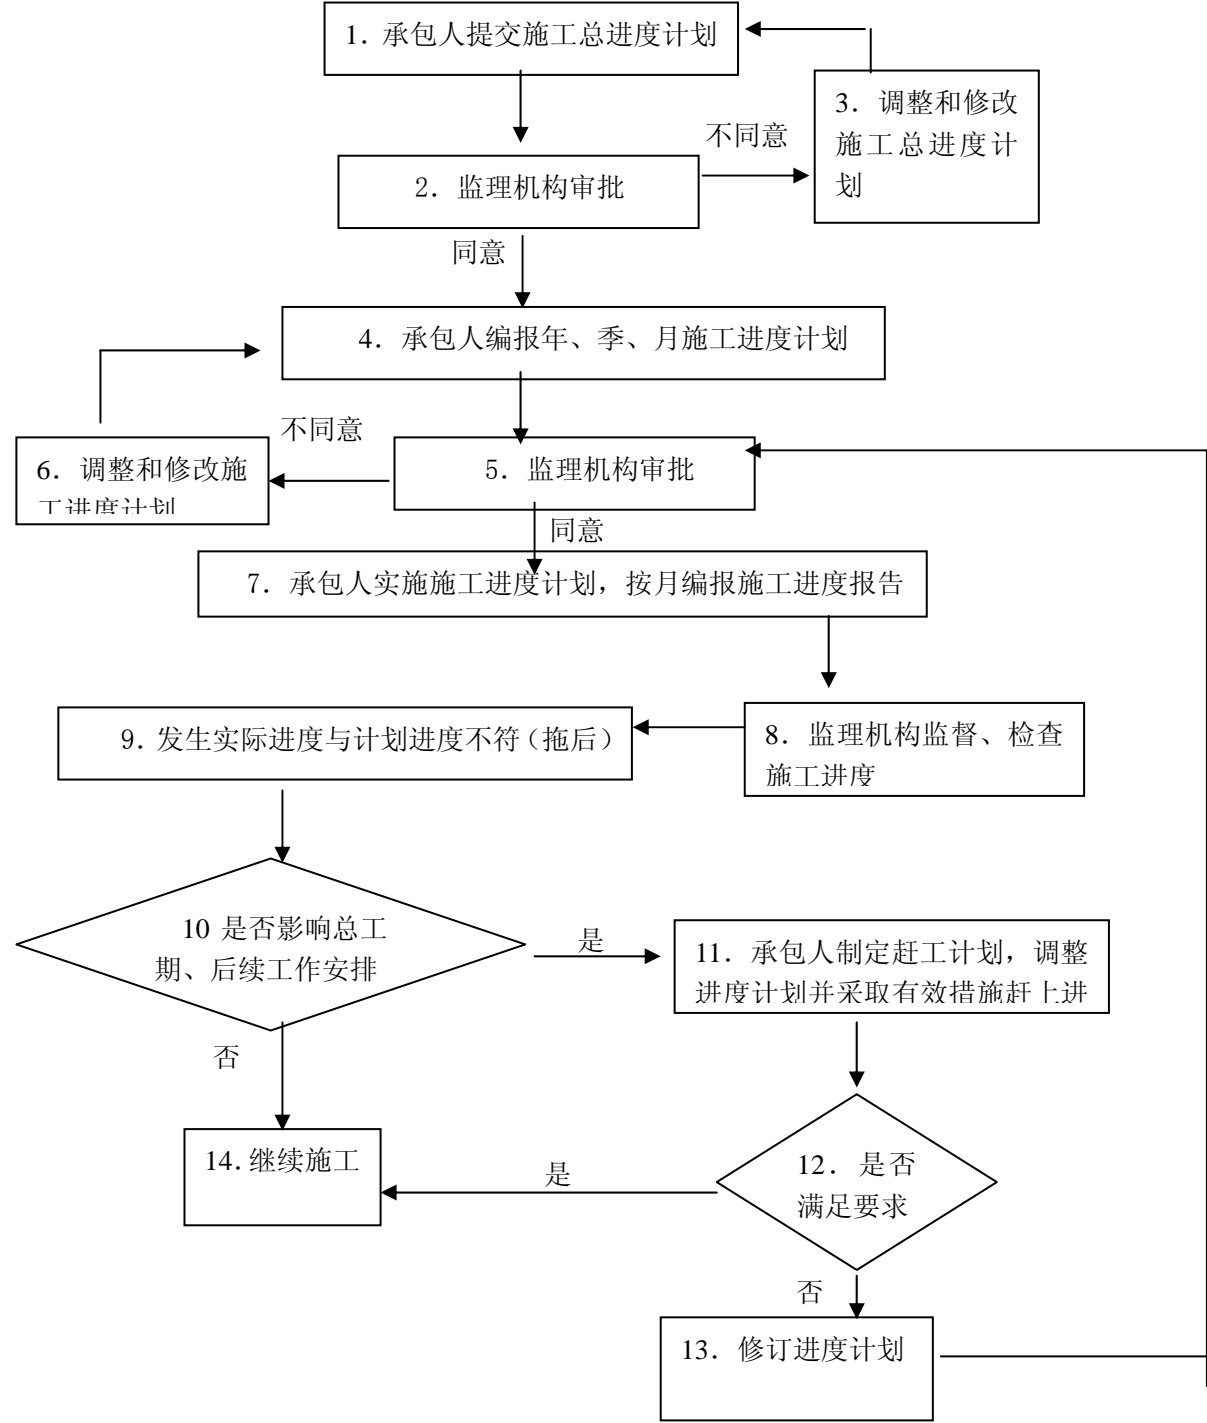 1. 承包人提交施工总进度计划
3. 调整和修改
施工总进度计
划
不同意
2. 监理机构审批
同意
4. 承包人编报年、季、月施工进度计划
不同意
6. 调整和修改施
工进度计划
5. 监理机构审批
同意
7. 承包人实施施工进度计划，按月编报施工进度报告
9. 发生实际进度与计划进度不符（拖后）
8. 监理机构监督、检查
施工进度
10 是否影响总工
期、后续工作安排
是
11. 承包人制定赶工计划，调整
进度计划并采取有效措施赶上进
否
14. 继续施工
是
12. 是否
满足要求
否
13. 修订进度计划